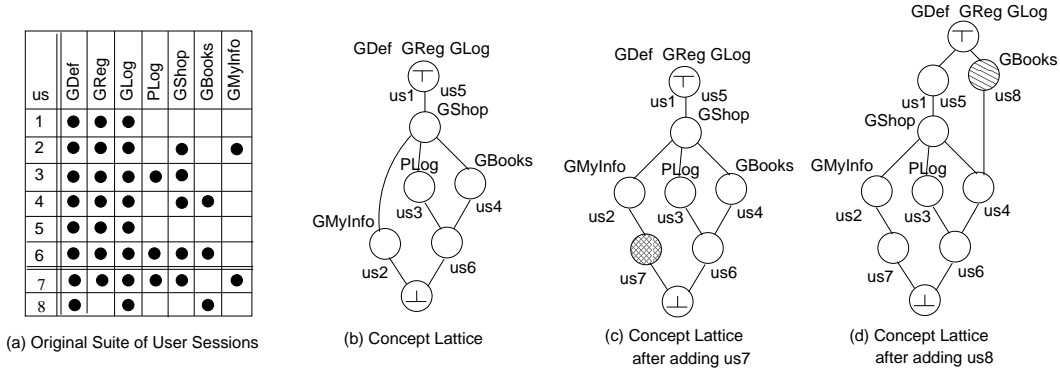 us GDef GReg GLog PLog GShop GBooks GMyInfo
1
2
3
4
5
6
7
8
(a) Original Suite of User Sessions
GDef GReg GLog
us1 us5
GShop
PLog
GBooks
us3
us4
GMyInfo
us2
us6
(b) Concept Lattice
GDef GReg GLog
us1 us5
GShop
GMyInfo
PLog
GBooks
us2
us3
us4
us7
us6
(c) Concept Lattice
after adding us7
GDef GReg GLog
GBooks
us1 us5
us8
GShop
GMyInfo
PLog
us2
us3
us4
us7
us6
(d) Concept Lattice
after adding us8